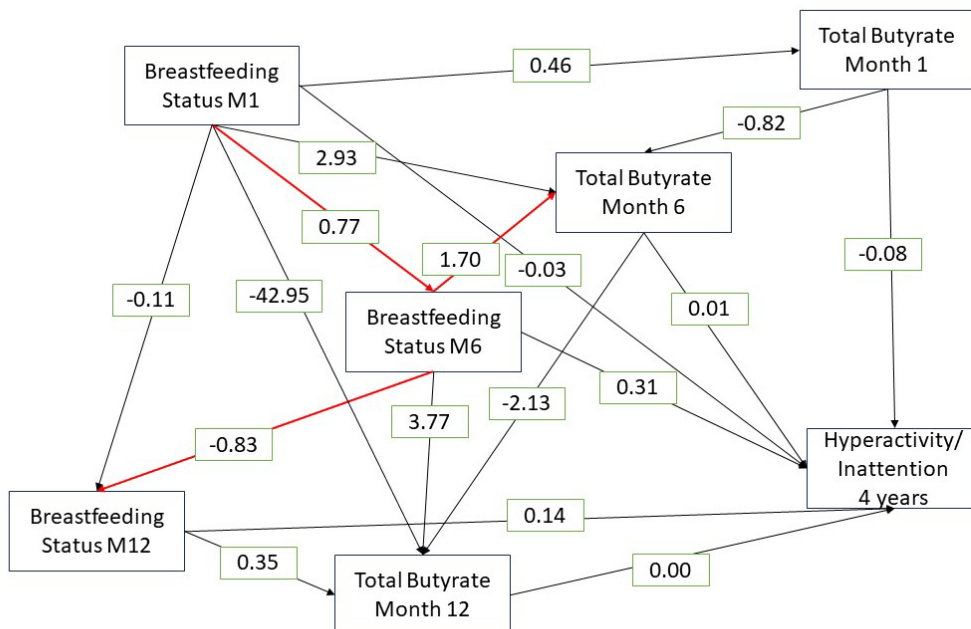 Total Butyrate
Month 1
Breastfeeding
Status M1
0.46
-0.82
2.93
Total Butyrate
Month 6
0.77
1.70
-0.03
-0.08
-0.11
-42.95
0.01
Breastfeeding
Status M6
0.31
-2.13
3.77
-0.83
Hyperactivity/
Inattention
4 years
Breastfeeding
Status M12
0.14
0.35
Total Butyrate
Month 12
0.00